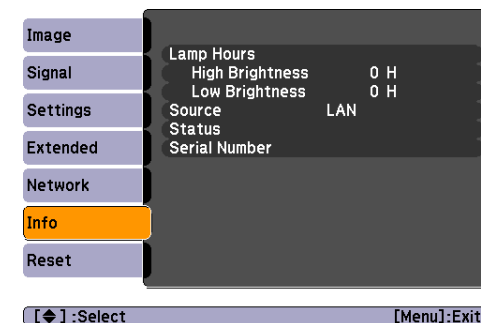 Image
Signal
Settings
Extended
Network
Info
Reset
Lamp Hours
High Brightness 0 H
Low Brightness 0 H
Source LAN
Status
Serial Number
[◆] :Select [Menu]:Exit